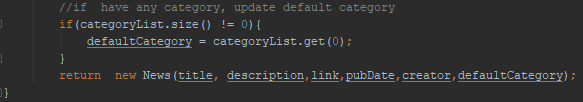 //if  have any category, update default category
if(categoryList.size() != 0){
defaultCategory = categoryList.get(0);
}
return  new News(title, description,link,pubDate,creator,defaultCategory);
}